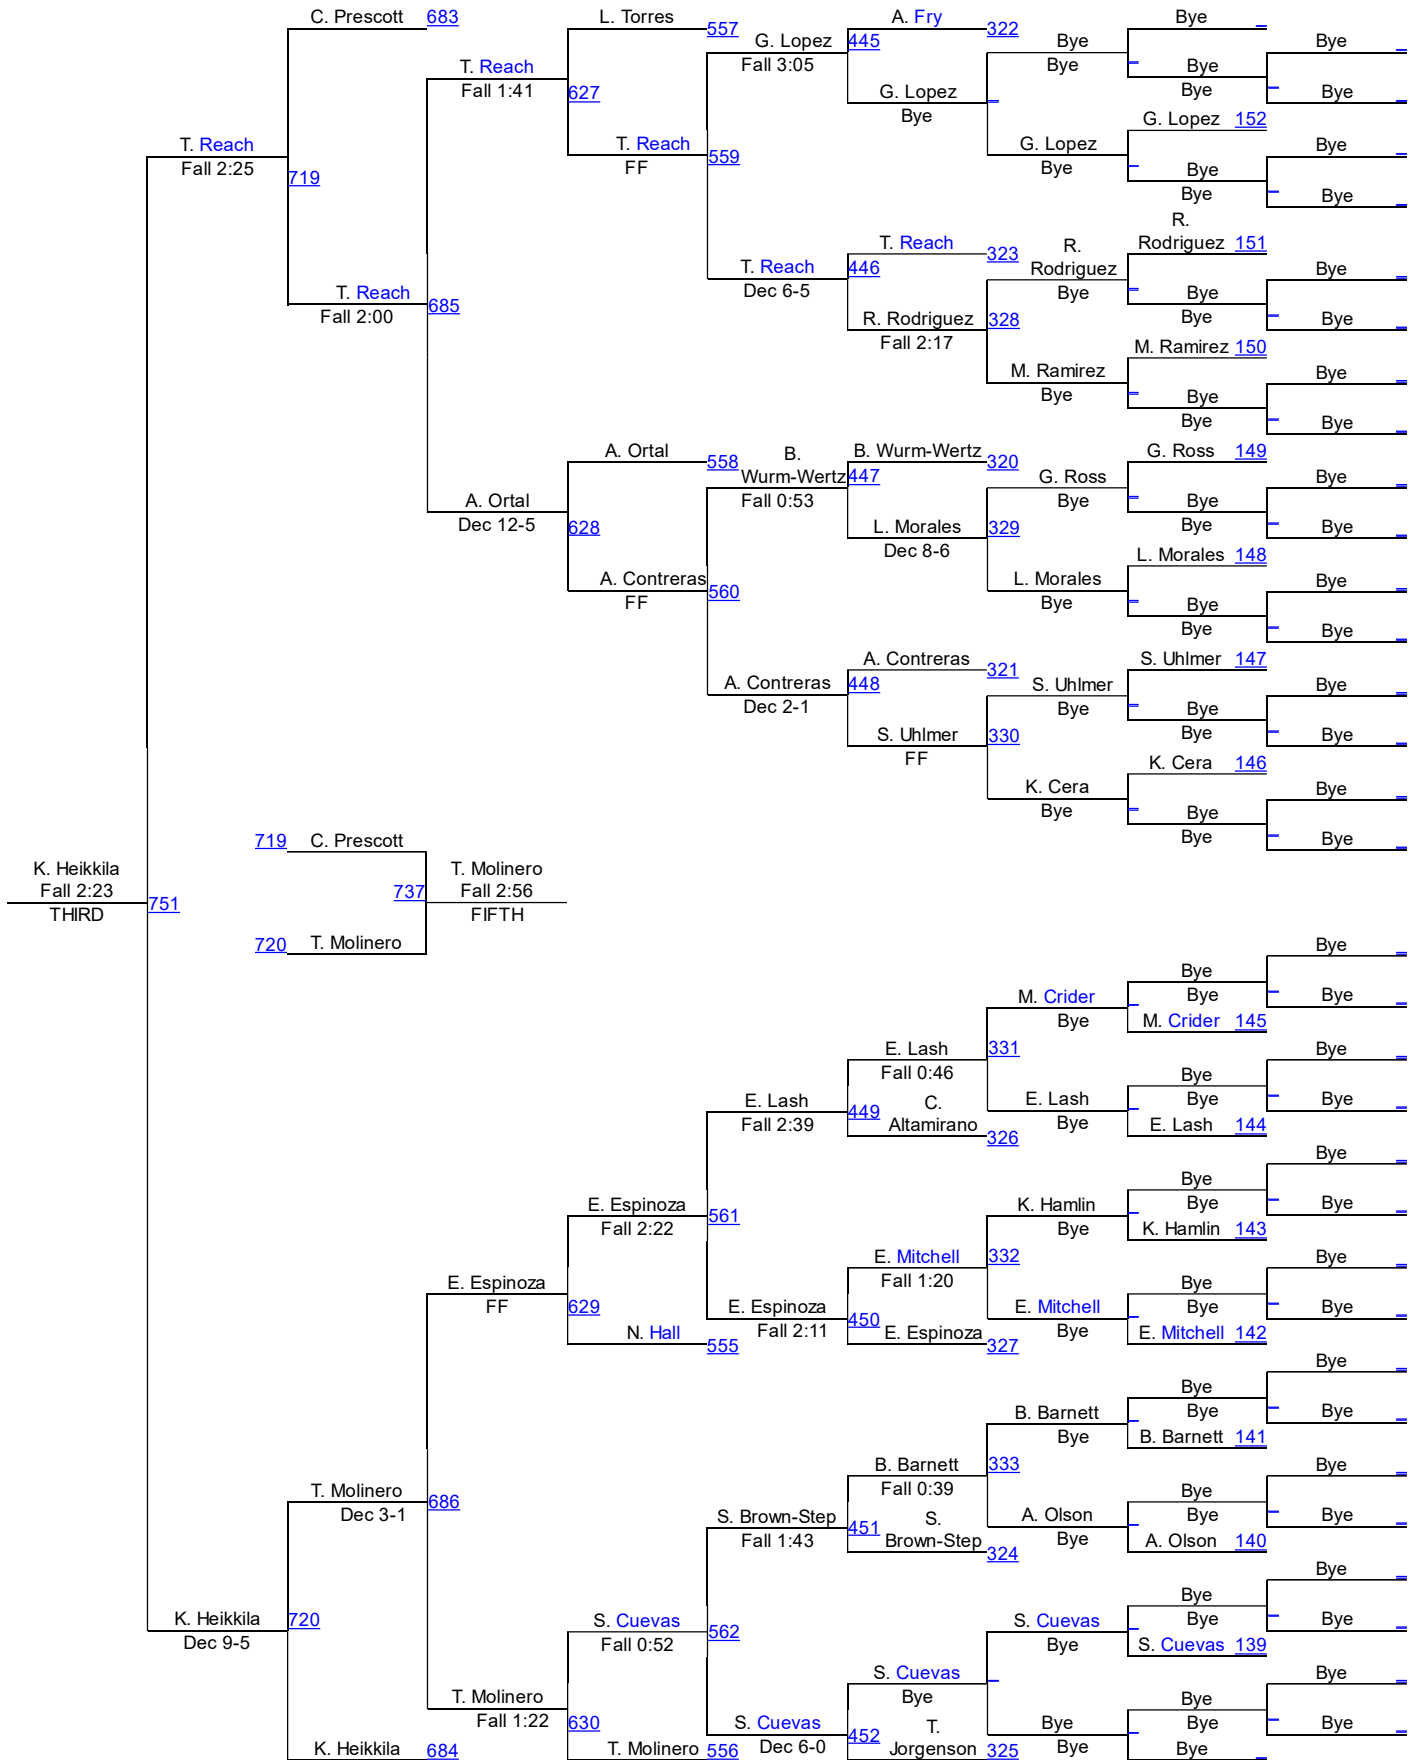 C. Prescott 683
L. Torres 557
A. Fry 322
Bye
Bye
G. Lopez 445
Fall 3:05
Bye
Bye
T. Reach
Fall 1:41
627
G. Lopez
Bye
Bye
Bye
Bye
G. Lopez 152
T. Reach
Fall 2:25
719
T. Reach
FF
559
G. Lopez
Bye
Bye
Bye
Bye
Bye
R.
Rodriguez 151
T. Reach 323
R.
Rodriguez
Bye
T. Reach
Dec 6-5
446
Bye
Bye
Bye
Bye
T. Reach
Fall 2:00
685
R. Rodriguez
Fall 2:17
328
M. Ramirez 150
M. Ramirez
Bye
Bye
Bye
Bye
Bye
A. Ortal 558
B.
Wurm-Wertz
Fall 0:53
B. Wurm-Wertz 320
447
G. Ross 149
G. Ross
Bye
Bye
Bye
Bye
Bye
A. Ortal
Dec 12-5
628
L. Morales
Dec 8-6
329
L. Morales 148
A. Contreras
FF
560
L. Morales
Bye
Bye
Bye
Bye
Bye
A. Contreras 321
S. Uhlmer 147
A. Contreras
Dec 2-1
448
S. Uhlmer
Bye
Bye
Bye
Bye
Bye
S. Uhlmer
FF
330
K. Cera 146
K. Cera
Bye
Bye
Bye
Bye
Bye
719 C. Prescott
K. Heikkila
Fall 2:23
THIRD
751
737
T. Molinero
Fall 2:56
FIFTH
720 T. Molinero
Bye
Bye
Bye
Bye
M. Crider
Bye
M. Crider 145
E. Lash
Fall 0:46
331
Bye
Bye
Bye
Bye
E. Lash
Fall 2:39
449
C.
Altamirano 326
E. Lash
Bye
E. Lash 144
Bye
Bye
Bye
Bye
E. Espinoza
Fall 2:22
561
K. Hamlin
Bye
K. Hamlin 143
E. Mitchell
Fall 1:20
332
Bye
Bye
Bye
Bye
E. Espinoza
FF
629
E. Espinoza
Fall 2:11
450
E. Mitchell
Bye
E. Mitchell 142
N. Hall 555
E. Espinoza 327
Bye
Bye
Bye
Bye
B. Barnett
Bye
B. Barnett 141
B. Barnett
Fall 0:39
333
Bye
Bye
Bye
Bye
T. Molinero
Dec 3-1
686
S. Brown-Step
Fall 1:43
451
S.
Brown-Step 324
A. Olson
Bye
A. Olson 140
Bye
Bye
Bye
Bye
K. Heikkila
Dec 9-5
720
S. Cuevas
Fall 0:52
562
S. Cuevas
Bye
S. Cuevas 139
S. Cuevas
Bye
Bye
Bye
Bye
T. Molinero
Fall 1:22
630
S. Cuevas
Dec 6-0
452
T.
Jorgenson 325
Bye
Bye
Bye
Bye
K. Heikkila 684
T. Molinero 556